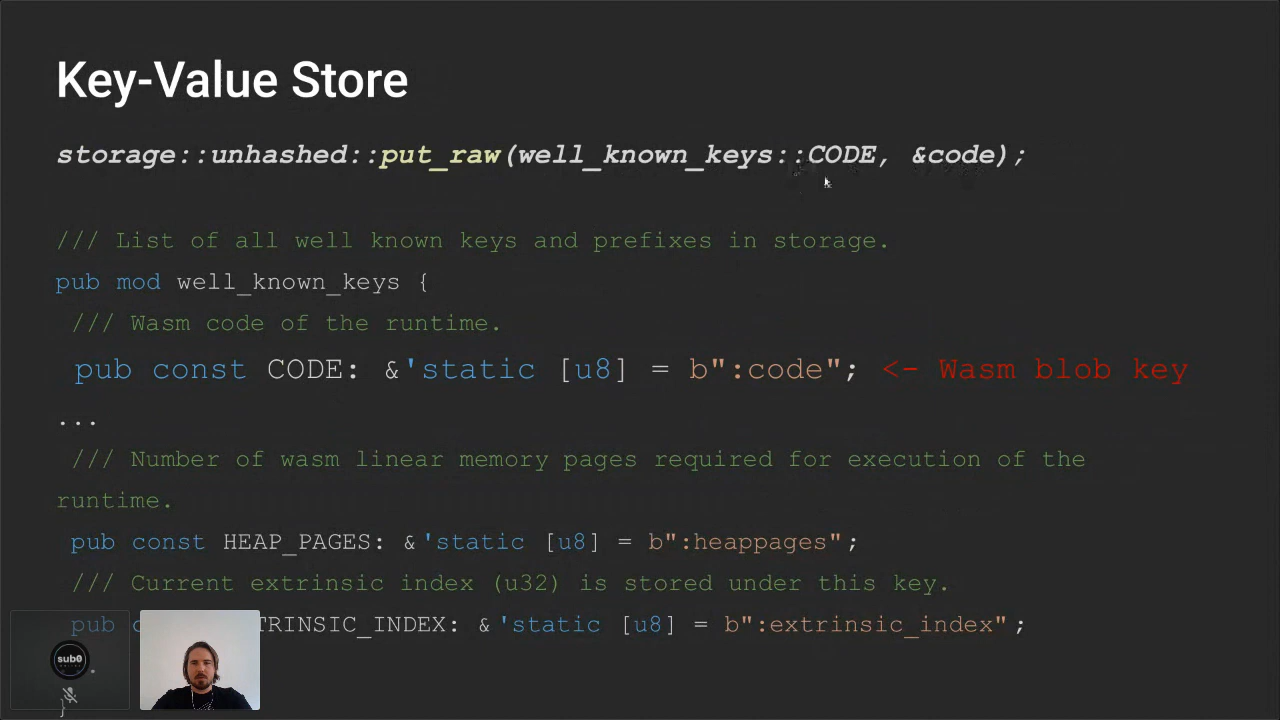 Key-Value Store
storage::unhashed::put_raw(well_known_keys::CODE, &code);
/// List of all well known keys and prefixes in storage.
pub mod well_known_keys {
/// Wasm code of the runtime.
pub const CODE: &'static [u8] = b":code"; <- Wasm blob key
...
/// Number of wasm linear memory pages required for execution of the
runtime.
pub const HEAP_PAGES: &'static [u8] = b":heappages";
/// Current extrinsic index (u32) is stored under this key.
pub c TRINSIC_INDEX: &'static [u8] = b":extrinsic_index";
sub0
}